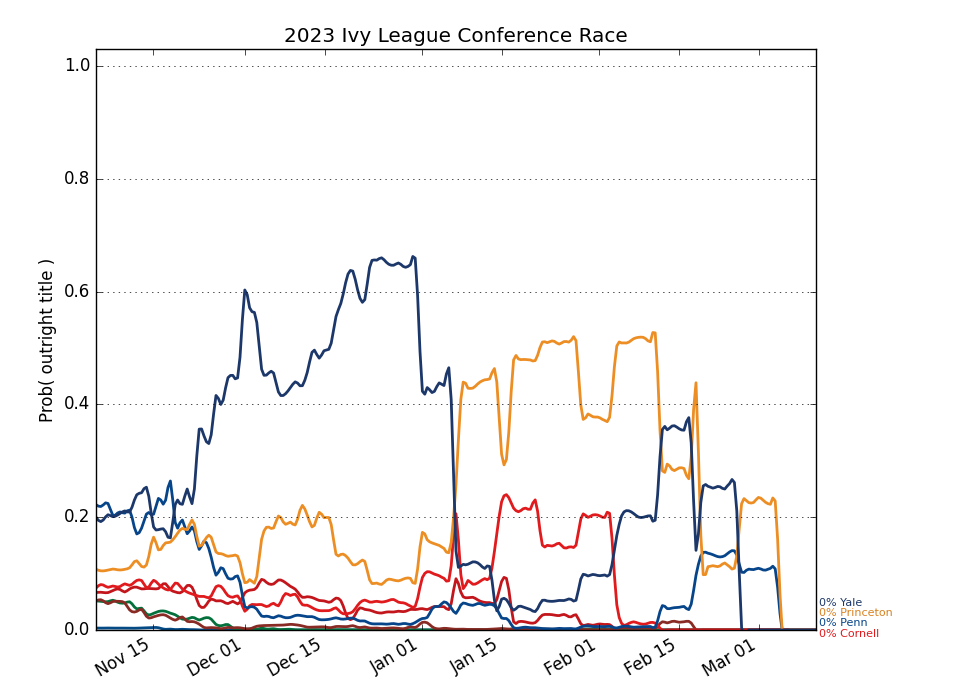 2023 Ivy League Conference Race
1.0
0.8
0.6
0.4
0.2
0.0
Prob( outright title )
Nov 15
Dec 01
Dec 15
Jan 01
Jan 15
Feb 01
Feb 15
Mar 01
0% Yale
0% Princeton
0% Penn
0% Cornell